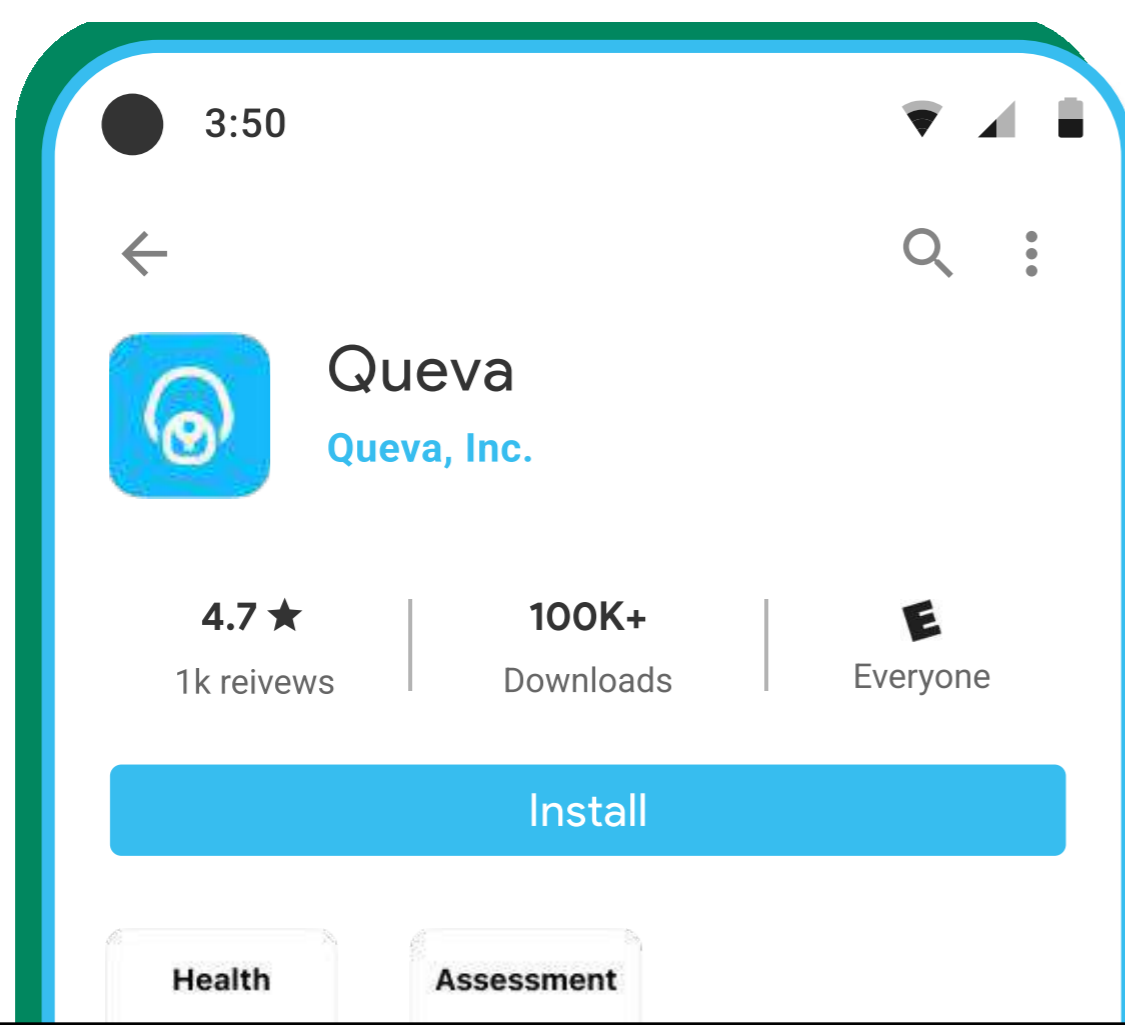 3:50
Queva
Queva, Inc.
4.7 ★ 100K+ E
1k reivews Downloads Everyone
Install
Health Assessment